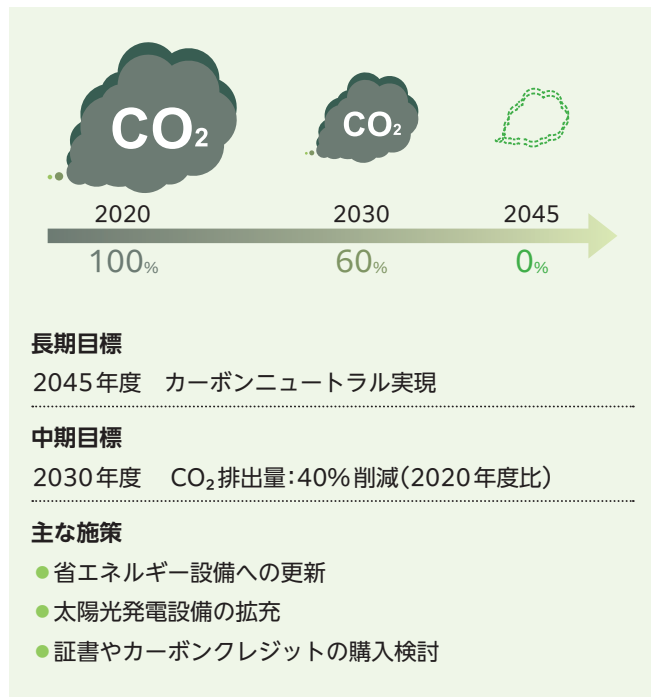 CO₂
CO₂
2020 2030 2045
100% 60% 0%
長期目標
2045年度 カーボンニュートラル実現
中期目標
2030年度 CO₂排出量:40%削減(2020年度比)
主な施策
●省エネルギー設備への更新
●太陽光発電設備の拡充
●証書やカーボンクレジットの購入検討